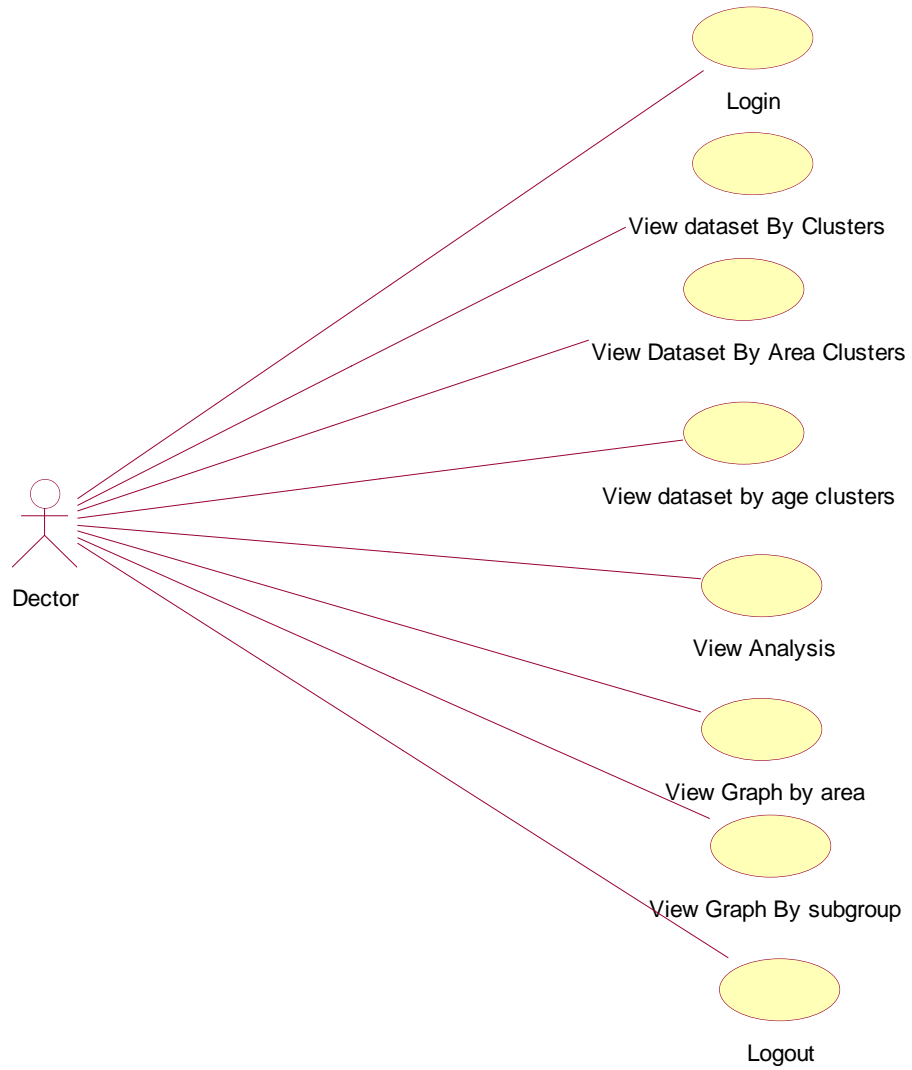 Login
View dataset By Clusters
View Dataset By Area Clusters
View dataset by age clusters
Dector
View Analysis
View Graph by area
View Graph By subgroup
Logout